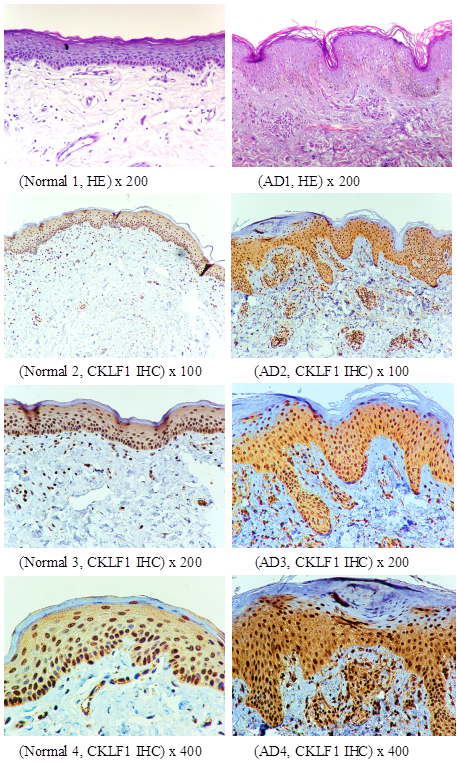 (Normal 1, HE) x 200
(AD1, HE) x 200
(Normal 2, CKLF1 IHC) x 100
(AD2, CKLF1 IHC) x 100
(Normal 3, CKLF1 IHC) x 200
(AD3, CKLF1 IHC) x 200
(Normal 4, CKLF1 IHC) x 400
(AD4, CKLF1 IHC) x 400